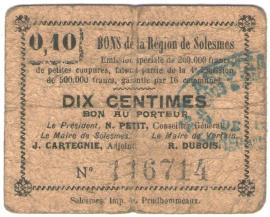 0,10
BONS de la Région de Solesmes
Emission spéciale de 200.000 francs
de petites coupures, faisant partie de la 4e émission
de 500.000 francs, garantie par 16 communes.
DIX CENTIMES
BON AU PORTEUR
Le Président, N. PETIT, Conseiller Général
Le Maire de Solesmes, Le Maire de Vertain,
J. CARTEGNIE, Adjoint. R. DUBOIS.
N° 116714
Solesmes. Imp. Prudhommeaux.